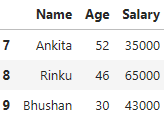 Name Age Salary
7 Ankita 52 35000
8 Rinku 46 65000
9 Bhushan 30 43000